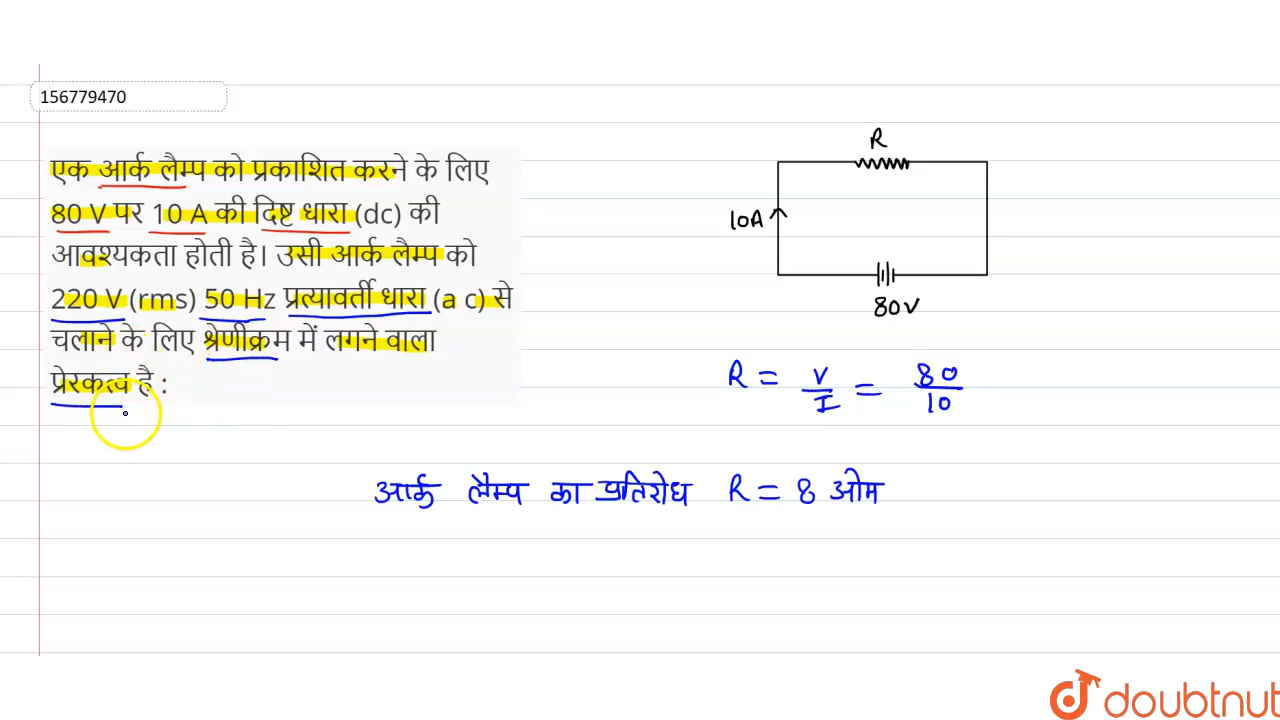 156779470
एक आर्क लैम्प को प्रकाशित करने के लिए
80 V पर 10 A की दिष्ट धारा (dc) की
आवश्यकता होती है। उसी आर्क लैम्प को
220 V (rms) 50 Hz प्रत्यावर्ती धारा (a c) से
चलाने के लिए श्रेणीक्रम में लगने वाला
प्रेरकत्व है :
R
10A
80V
R = V/I = 80/10
आर्क लैम्प का प्रतिरोध R = 8 ओम
doubtnut